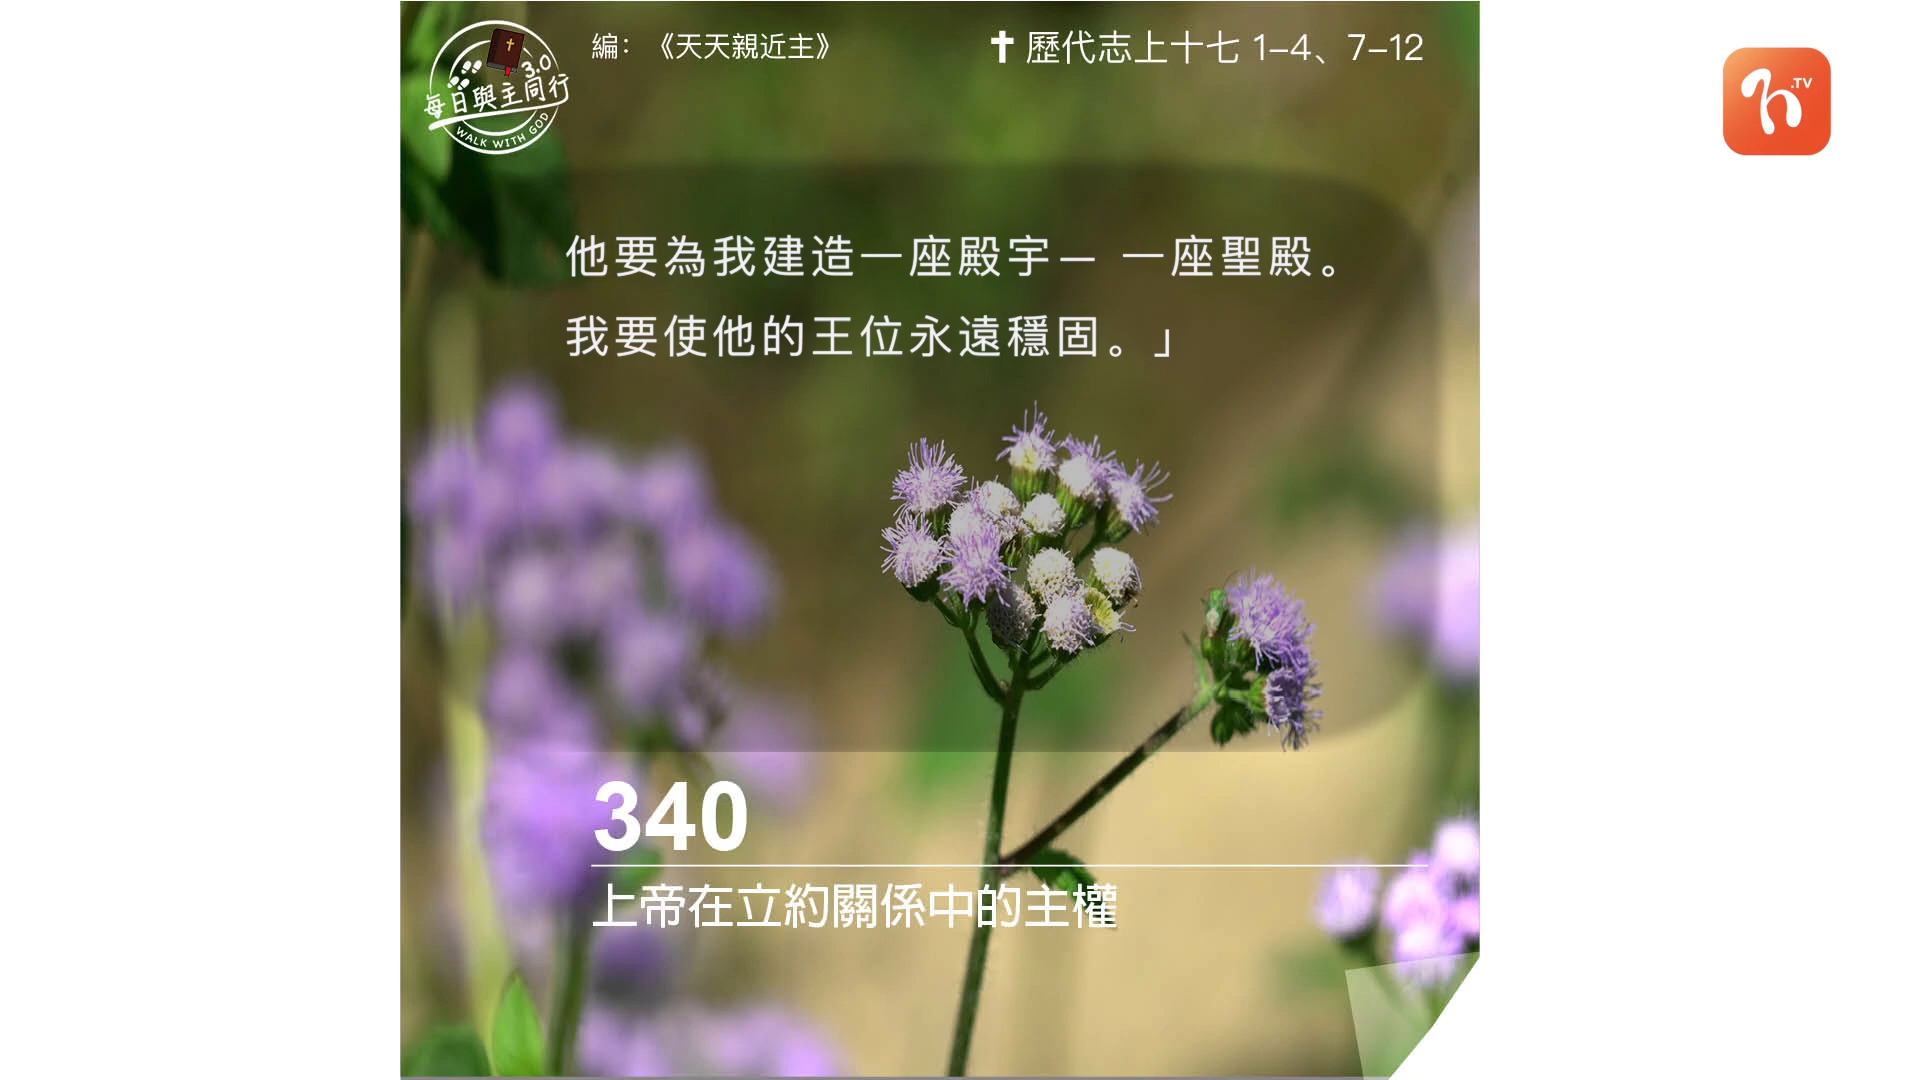 3.0
每日與主同行
WALK WITH GOD
編：《天天親近主》
歷代志上十七 1-4、7-12
.TV
他要為我建造一座殿宇— 一座聖殿。
我要使他的王位永遠穩固。」
340
上帝在立約關係中的主權